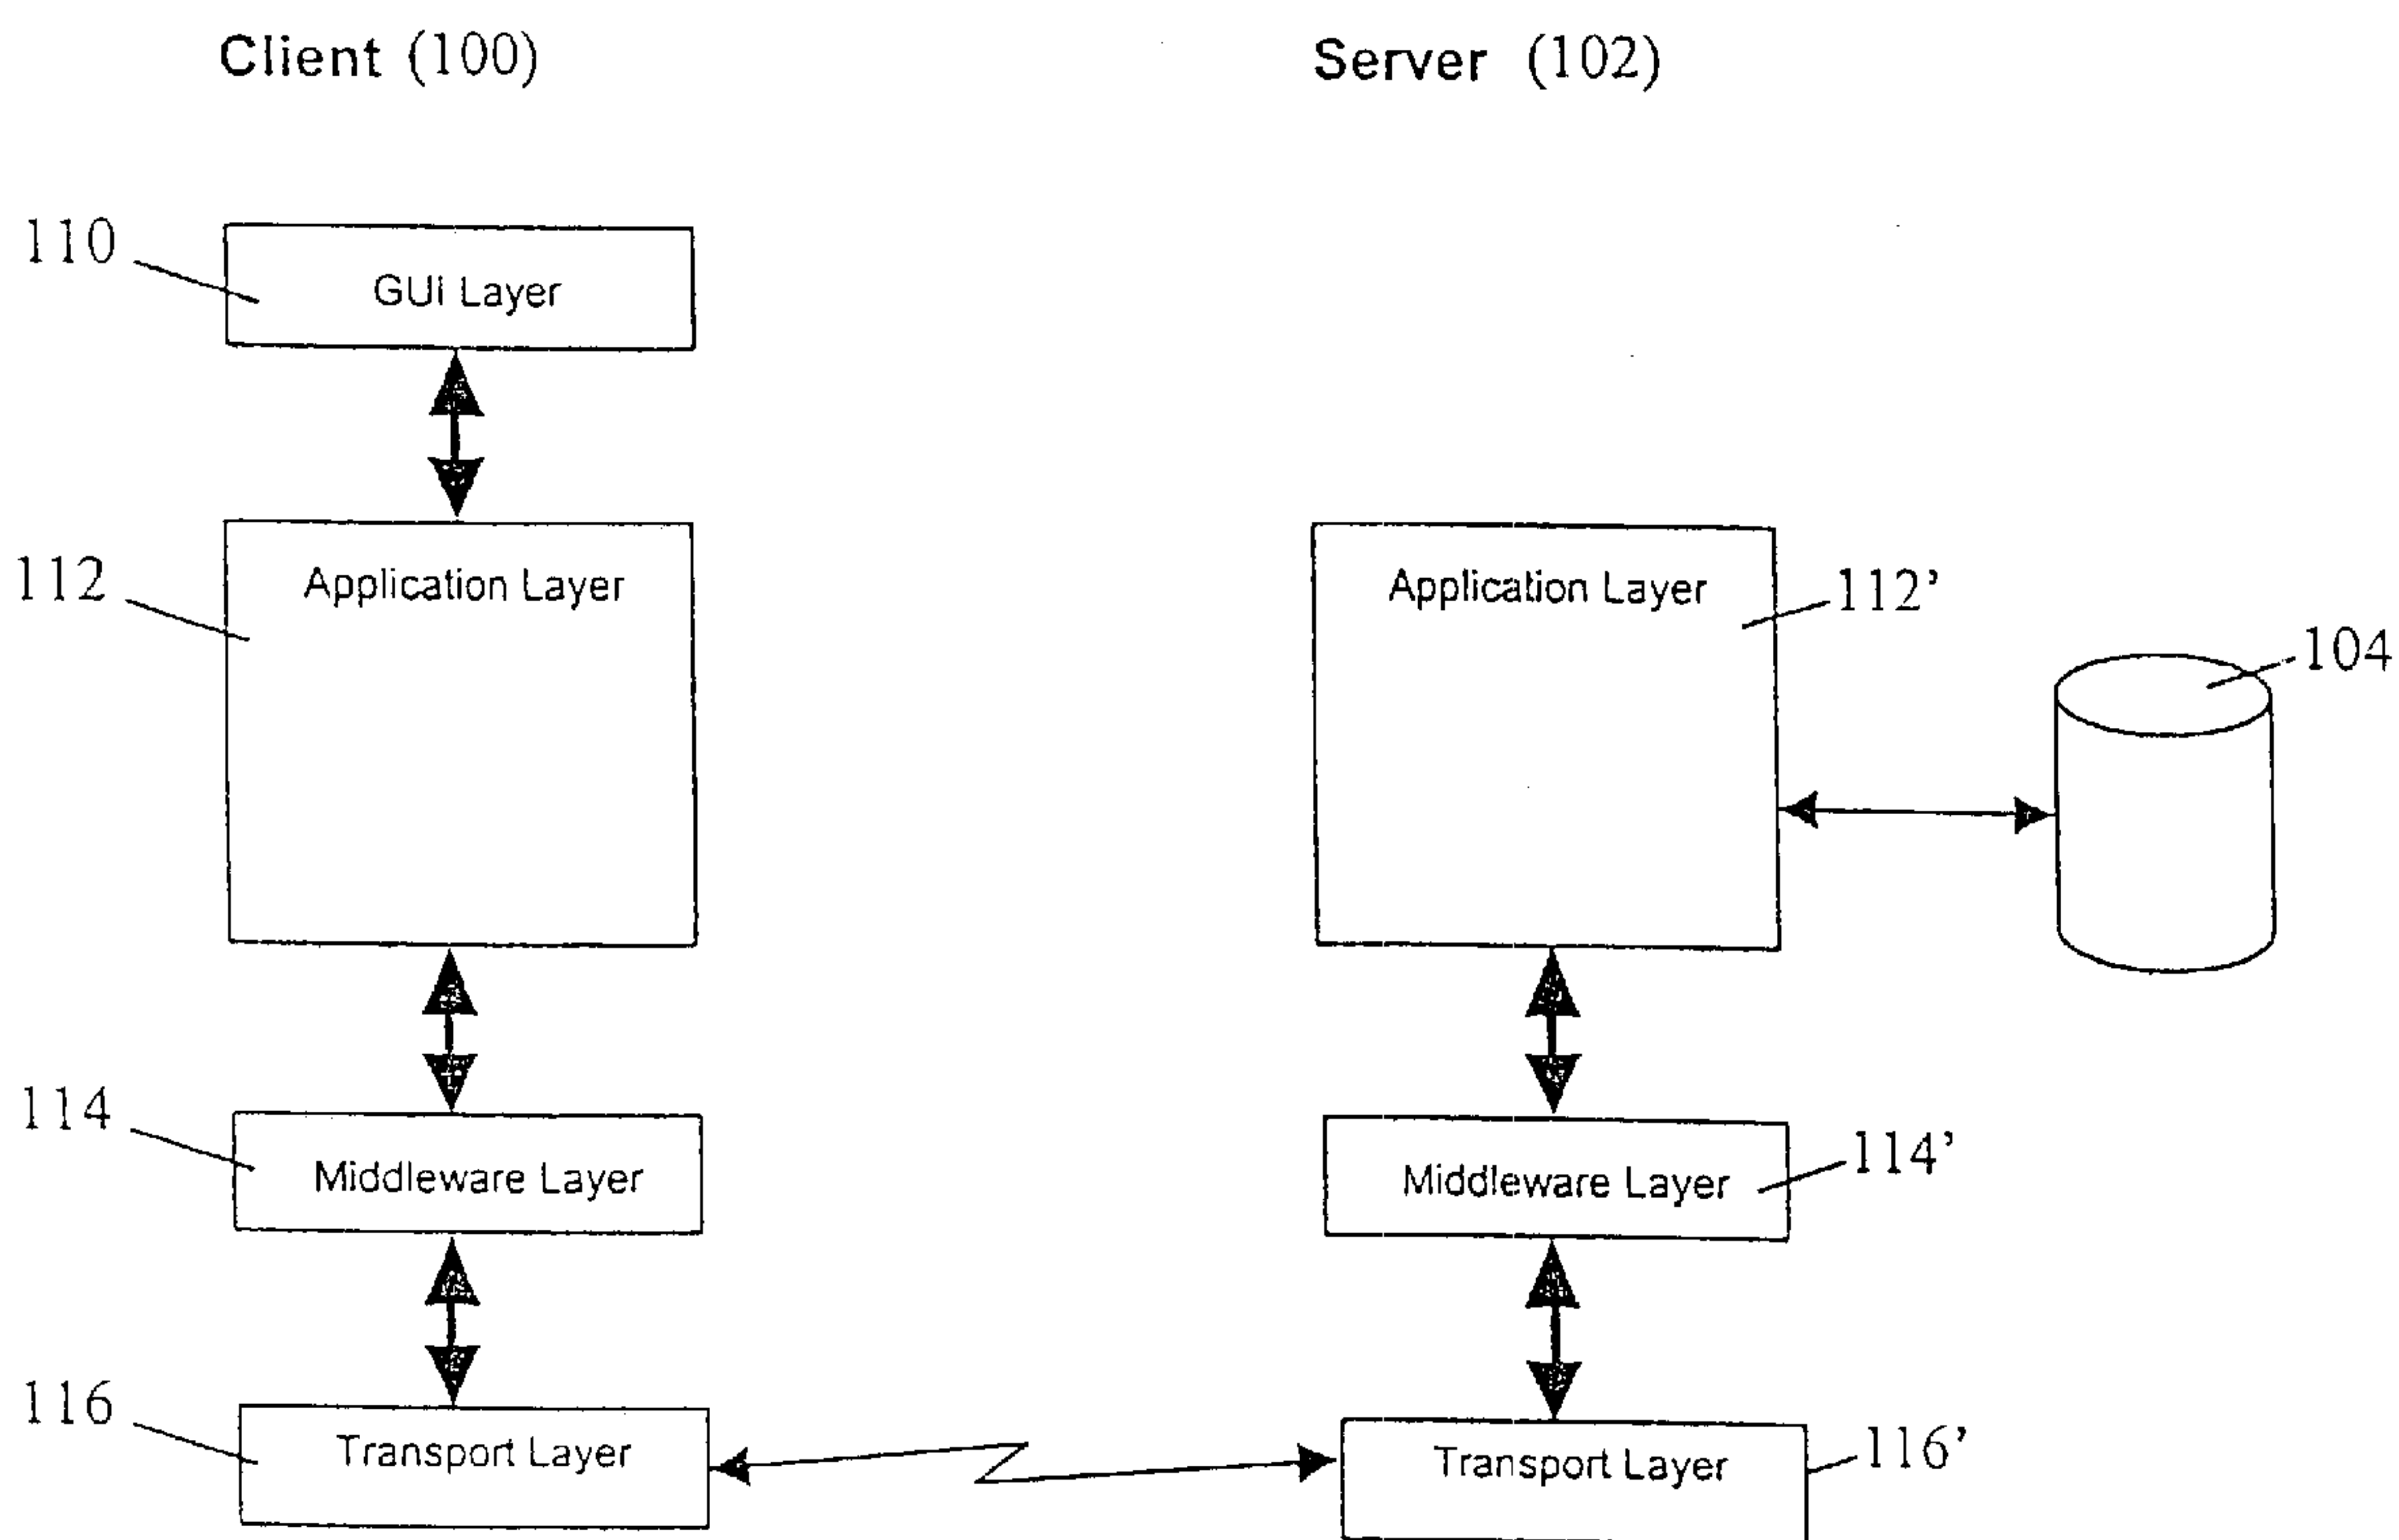 Client (100)
Server (102)
110
GUI Layer
112
Application Layer
Application Layer
112'
104
114
Middleware Layer
Middleware Layer
114'
116
Transport Layer
Transport Layer
116'